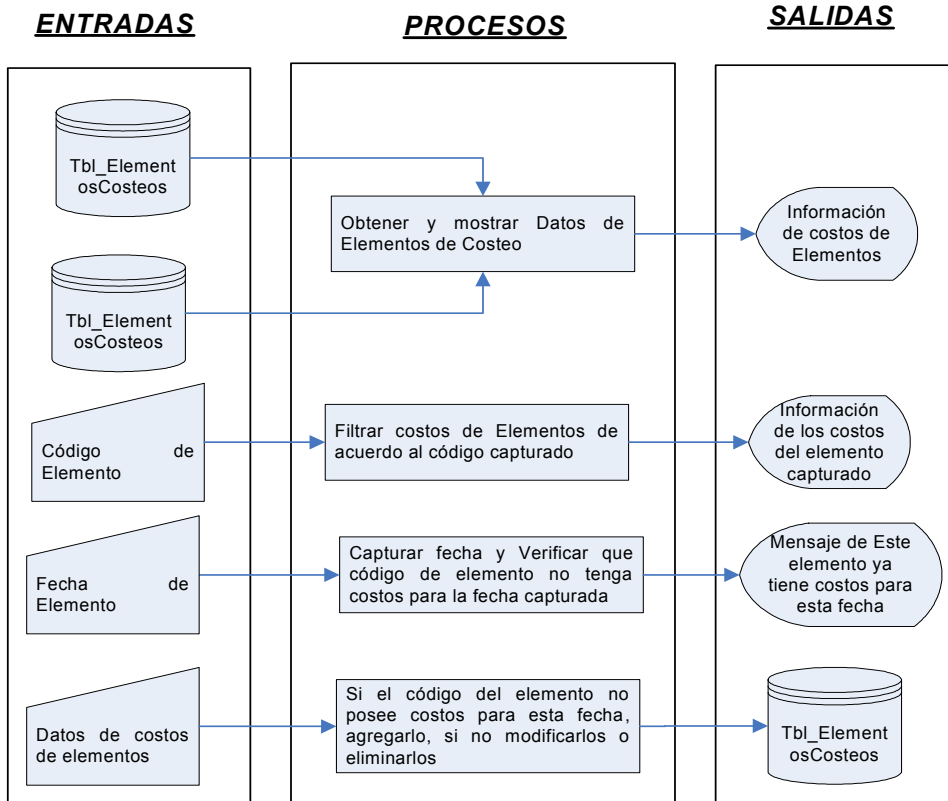 ENTRADAS
PROCESOS
SALIDAS
Tbl_Element
osCosteos
Obtener y mostrar Datos de
Elementos de Costeo
Información
de costos de
Elementos
Tbl_Element
osCosteos
Código de
Elemento
Filtrar costos de Elementos de
acuerdo al código capturado
Información
de los costos
del elemento
capturado
Fecha de
Elemento
Capturar fecha y Verificar que
código de elemento no tenga
costos para la fecha capturada
Mensaje de Este
elemento ya
tiene costos para
esta fecha
Datos de costos
de elementos
Si el código del elemento no
posee costos para esta fecha,
agregarlo, si no modificarlos o
eliminarlos
Tbl_Element
osCosteos